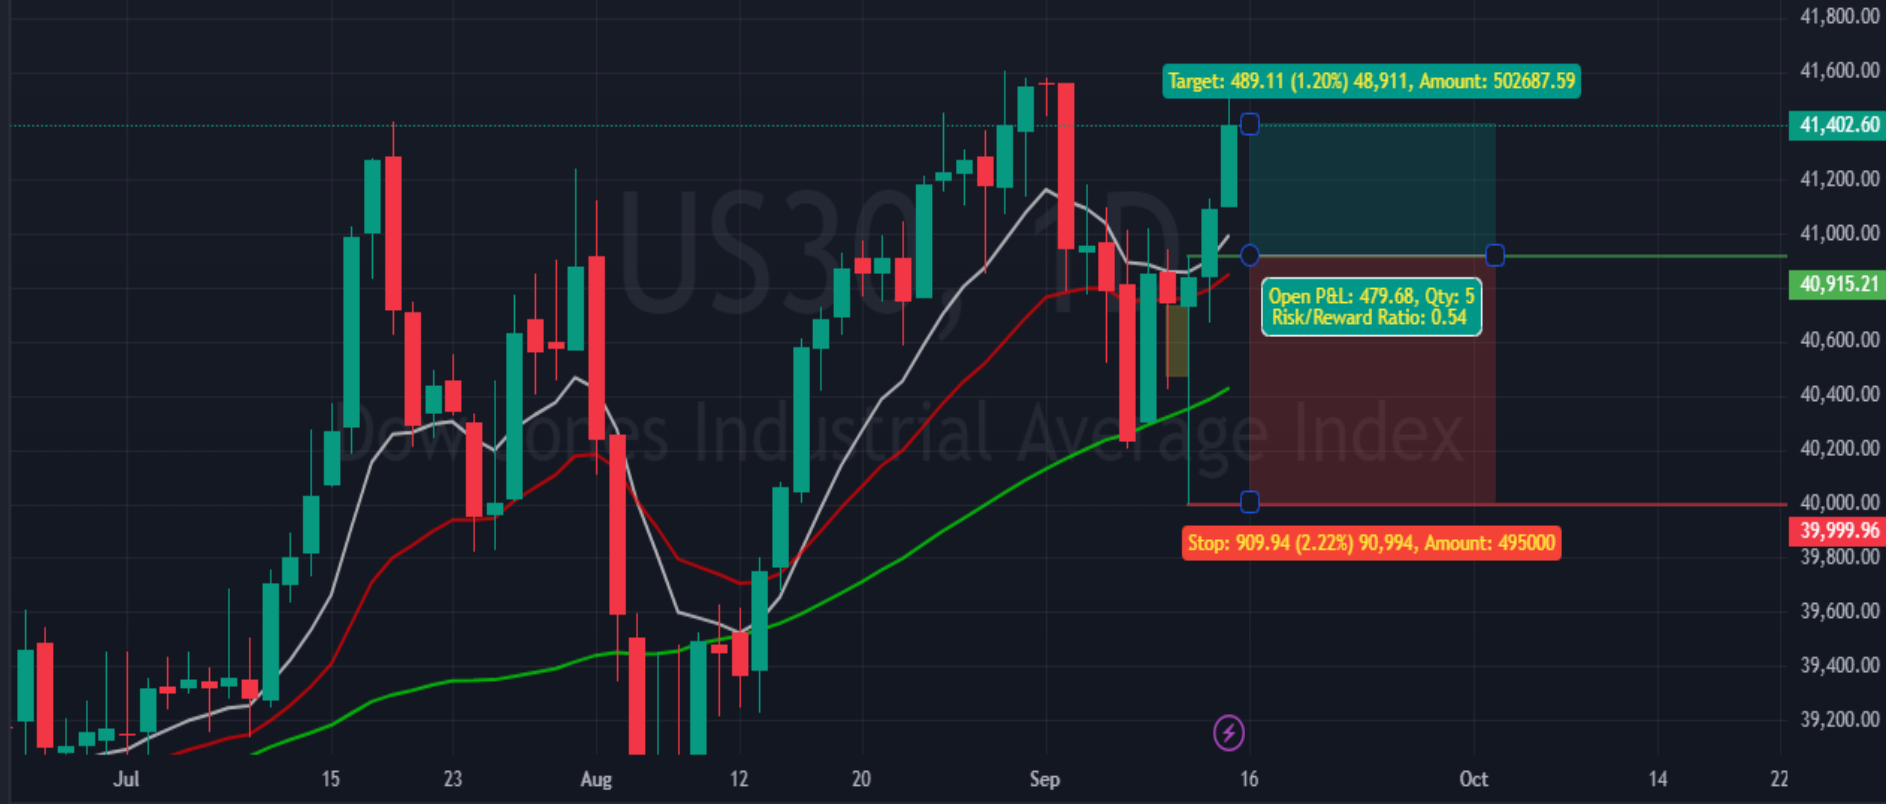 41,800.00
Target: 489.11 (1.20%) 48,911, Amount: 502687.59
41,600.00
41,402.60
US30, 1D
41,200.00
41,000.00
40,915.21
Open P&L: 479.68, Qty: 5
Risk/Reward Ratio: 0.54
40,600.00
40,400.00
Dow Jones Industrial Average Index
40,200.00
40,000.00
39,999.96
Stop: 909.94 (2.22%) 90,994, Amount: 495000
39,800.00
39,600.00
39,400.00
39,200.00
Jul 15 23 Aug 12 20 Sep 16 Oct 14 22